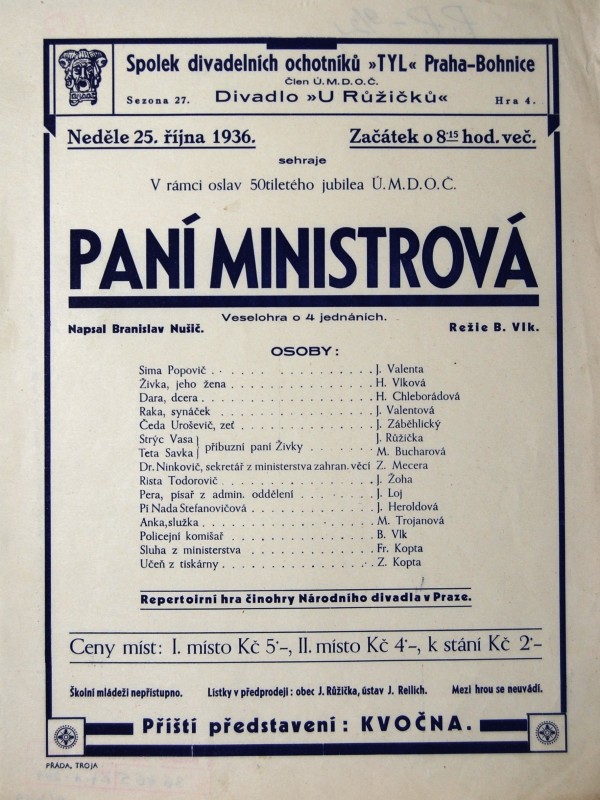 Spolek divadelních ochotníků »TYL« Praha-Bohnice
Člen Ú.M.D.O.Č.
Sezona 27. Divadlo »U Růžičků« Hra 4.
Neděle 25. října 1936. Začátek o 8·15 hod. več.
sehraje
V rámci oslav 50tiletého jubilea Ú.M.D.O.Č.
PANÍ MINISTROVÁ
Veselohra o 4 jednáních.
Napsal Branislav Nušič. Režie B. Vlk.
OSOBY:
Sima Popovič . . . . . . . . . . . . . . . J. Valenta
Živka, jeho žena . . . . . . . . . . . . . H. Vlková
Dara, dcera . . . . . . . . . . . . . . . H. Chleborádová
Raka, synáček . . . . . . . . . . . . . . J. Valentová
Čeda Uroševič, zeť . . . . . . . . . . . . J. Záběhlický
Strýc Vasa } příbuzní paní Živky . . . . . . J. Růžička
Teta Savka } M. Bucharová
Dr. Ninkovič, sekretář z ministerstva zahran. věcí Z. Mecera
Rista Todorovič . . . . . . . . . . . . . J. Žoha
Pera, písař z admin. oddělení . . . . . . . J. Loj
Pí Nada Stefanovičová . . . . . . . . . . J. Heroldová
Anka, služka . . . . . . . . . . . . . . . M. Trojanová
Policejní komisař . . . . . . . . . . . . B. Vlk
Sluha z ministerstva . . . . . . . . . . . Fr. Kopta
Učeň z tiskárny . . . . . . . . . . . . . Z. Kopta
Repertoirní hra činohry Národního divadla v Praze.
Ceny míst: I. místo Kč 5·–, II. místo Kč 4·–, k stání Kč 2·–
Školní mládeži nepřístupno. Lístky v předprodeji: obec J. Růžička, ústav J. Reilich. Mezi hrou se neuvádí.
Příští představení: KVOČNA.
PŘÁDA, TROJA